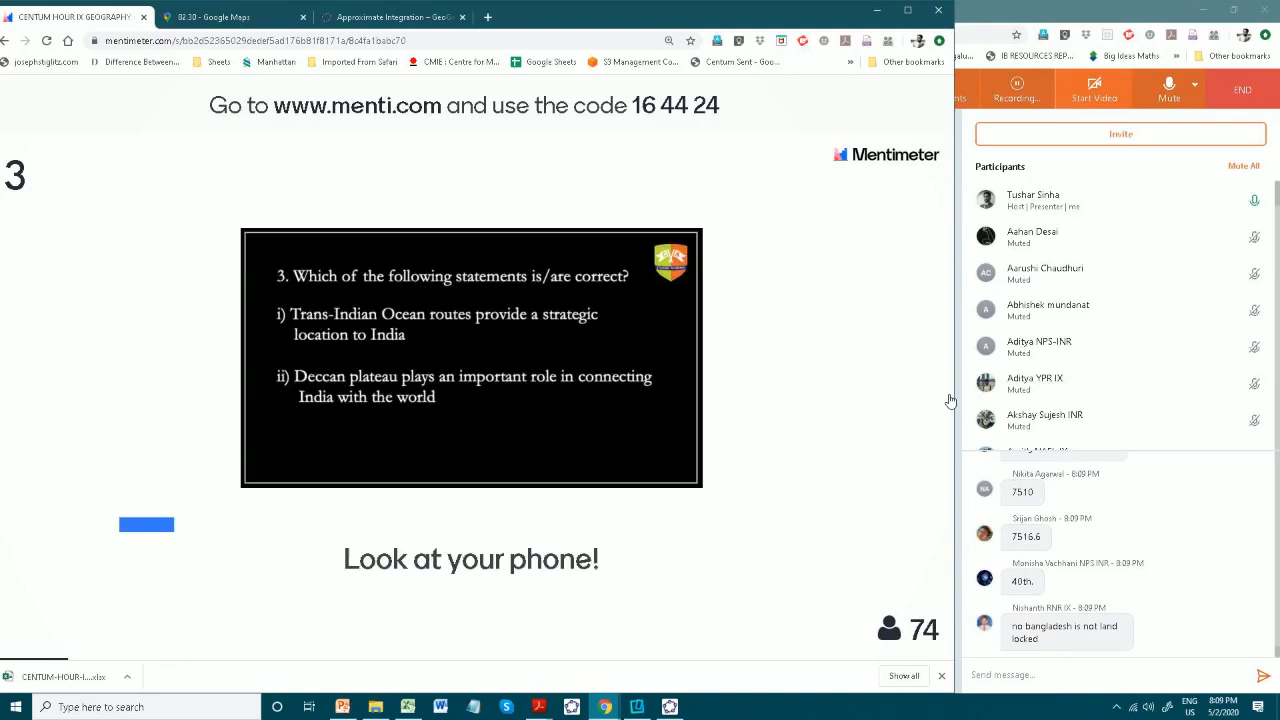 CENTUM HOUR IX GEOGRAPHY
82.30 - Google Maps
Approximate Integration – GeoG
mentimeter.com/s/bb2d52365029dedef5ad176b81f8171a/8c4fa1babc70
josephstiglitz.com
Difference Between...
Sheets
Manhattan
Imported From Safari
CMIE : Centre for M...
Google Sheets
S3 Management Co...
Centum Sent - Goo...
»
Other bookmarks
IB RESOURCES REP...
Big Ideas Maths
»
Other bookmarks
Go to www.menti.com and use the code 16 44 24
3
Mentimeter
3. Which of the following statements is/are correct?
i) Trans-Indian Ocean routes provide a strategic
location to India
ii) Deccan plateau plays an important role in connecting
India with the world
Look at your phone!
74
Recording...
Start Video
Mute
END
Invite
Participants
Mute All
Tushar Sinha
Host | Presenter | me
Aahan Desai
Muted
AC
Aarushi Chaudhuri
Muted
A
Abhishek mundanat
Muted
A
Aditya NPS-INR
Muted
Aditya YPR IX
Muted
Akshay Sujesh INR
Muted
Nikita Agarwal - 8:09 PM
NA
7510
Srijan Ghosh - 8:09 PM
7516.6
Monisha Vachhani NPS INR - 8:09 PM
40th.
Nishanth RNR IX - 8:09 PM
no bangladesh is not land
locked
Send message...
CENTUM-HOUR-I....xlsx
Show all
Type here to search
ENG
US
8:09 PM
5/2/2020